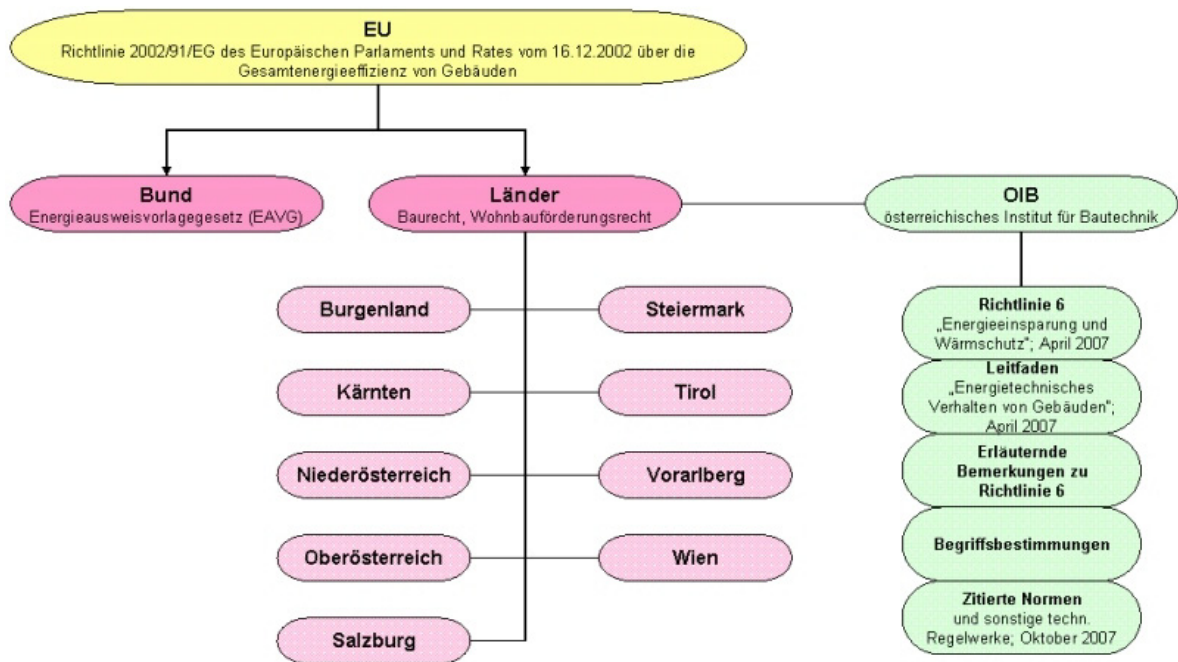 EU
Richtlinie 2002/91/EG des Europäischen Parlaments und Rates vom 16.12.2002 über die
Gesamtenergieeffizienz von Gebäuden
Bund
Energieausweisvorlagegesetz (EAVG)
Länder
Baurecht, Wohnbauförderungsrecht
OIB
österreichisches Institut für Bautechnik
Burgenland
Steiermark
Kärnten
Tirol
Niederösterreich
Vorarlberg
Oberösterreich
Wien
Salzburg
Richtlinie 6
„Energieeinsparung und
Wärmschutz“; April 2007
Leitfaden
„Energietechnisches
Verhalten von Gebäuden“;
April 2007
Erläuternde
Bemerkungen zu
Richtlinie 6
Begriffsbestimmungen
Zitierte Normen
und sonstige techn.
Regelwerke; Oktober 2007